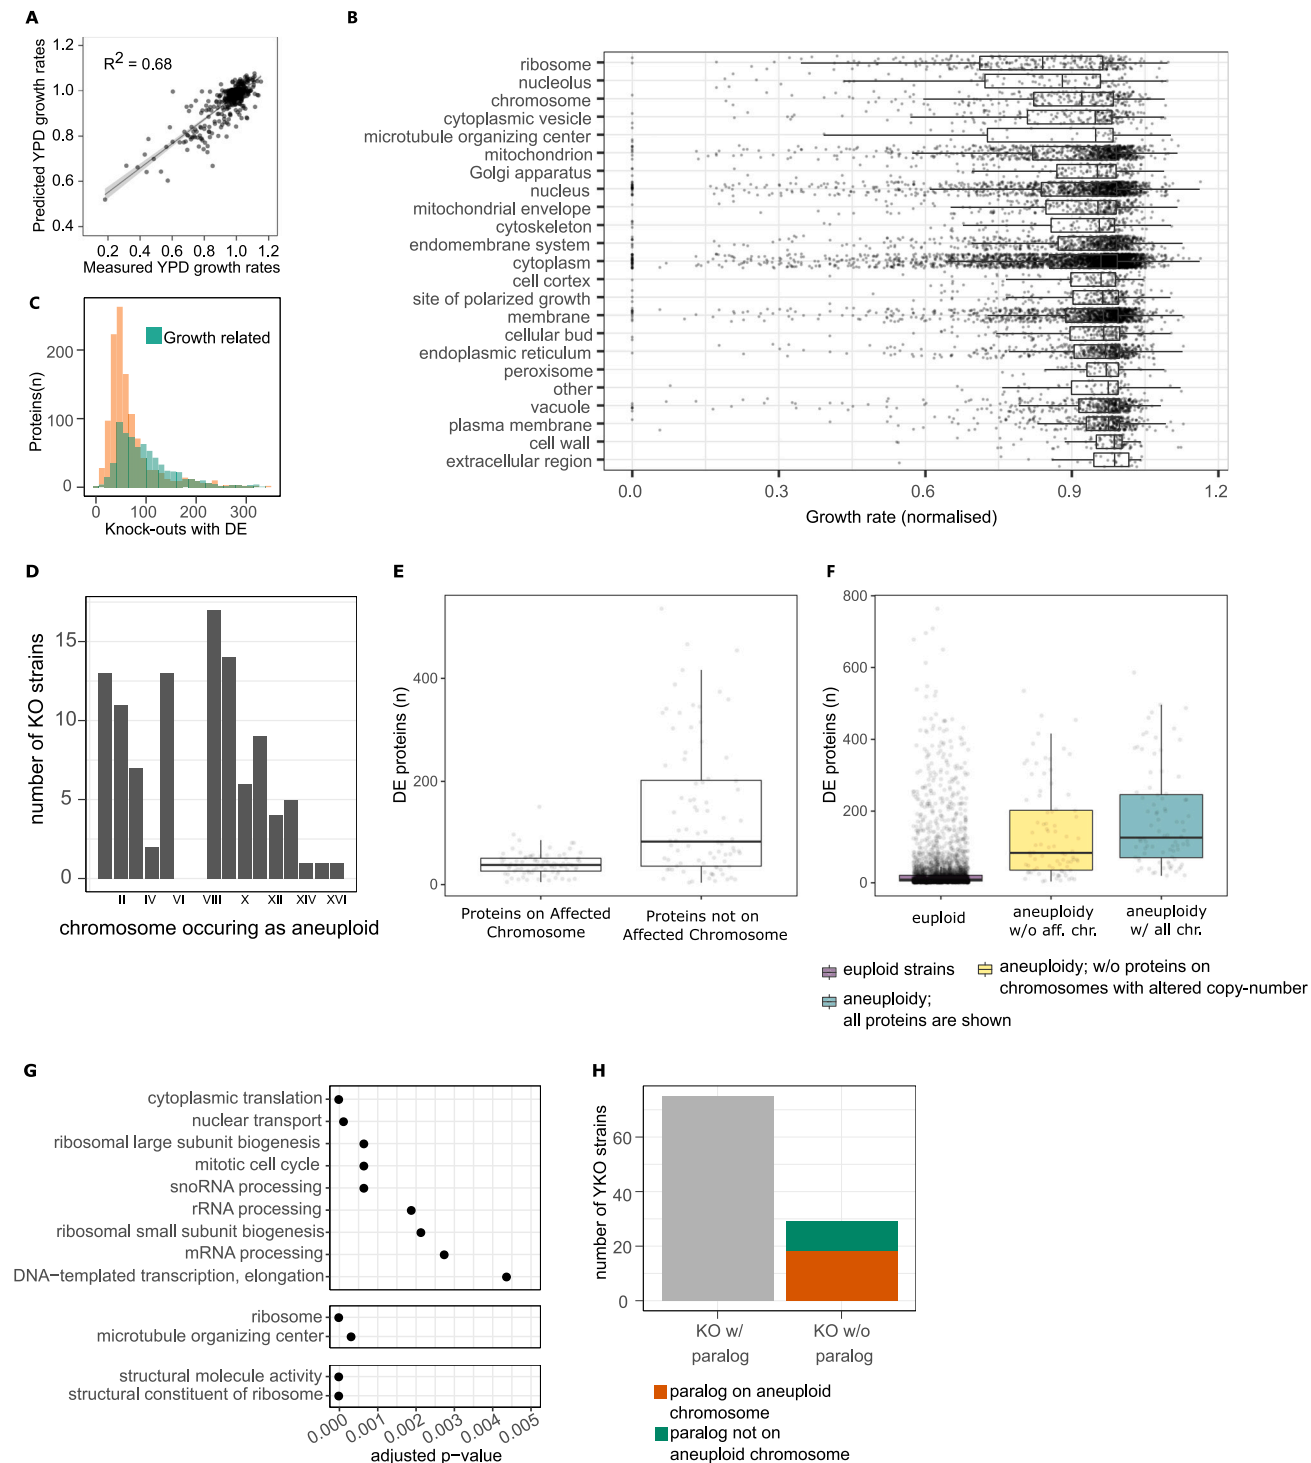 A
1.2
1.0
0.8
0.6
0.4
R2 = 0.68
Predicted YPD growth rates
0.2 0.4 0.6 0.8 1.0 1.2
Measured YPD growth rates
B
ribosome
nucleolus
chromosome
cytoplasmic vesicle
microtubule organizing center
mitochondrion
Golgi apparatus
nucleus
mitochondrial envelope
cytoskeleton
endomembrane system
cytoplasm
cell cortex
site of polarized growth
membrane
cellular bud
endoplasmic reticulum
peroxisome
other
vacuole
plasma membrane
cell wall
extracellular region
0.0 0.3 0.6 0.9 1.2
Growth rate (normalised)
C
Growth related
Proteins(n)
200
100
0
0 100 200 300
Knock-outs with DE
D
number of KO strains
15
10
5
0
II IV VI VIII X XII XIV XVI
chromosome occuring as aneuploid
E
DE proteins (n)
400
200
0
Proteins on Affected
Chromosome
Proteins not on
Affected Chromosome
F
DE proteins (n)
800
600
400
200
0
euploid
aneuploidy
w/o aff. chr.
aneuploidy
w/ all chr.
euploid strains
aneuploidy;
all proteins are shown
aneuploidy; w/o proteins on
chromosomes with altered copy-number
G
cytoplasmic translation
nuclear transport
ribosomal large subunit biogenesis
mitotic cell cycle
snoRNA processing
rRNA processing
ribosomal small subunit biogenesis
mRNA processing
DNA−templated transcription, elongation
ribosome
microtubule organizing center
structural molecule activity
structural constituent of ribosome
0.000 0.001 0.002 0.003 0.004 0.005
adjusted p−value
H
number of YKO strains
60
40
20
0
KO w/
paralog
KO w/o
paralog
paralog on aneuploid
chromosome
paralog not on
aneuploid chromosome